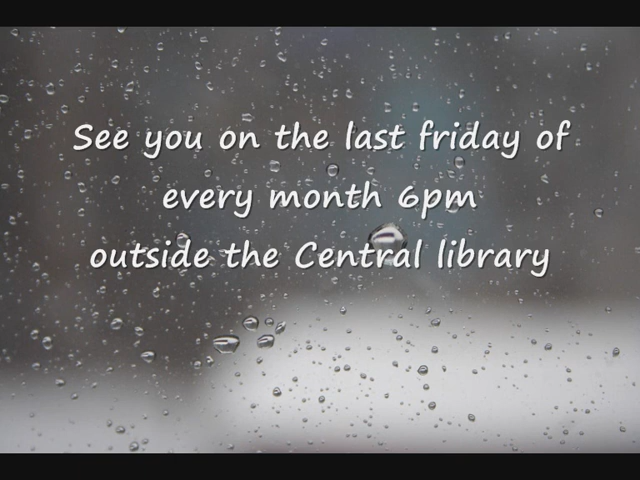 See you on the last friday of
every month 6pm
outside the Central library